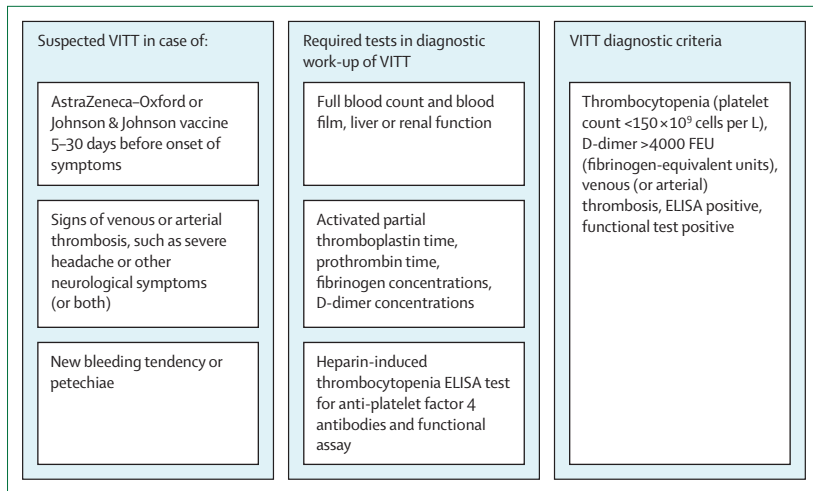 Suspected VITT in case of:
AstraZeneca–Oxford or
Johnson & Johnson vaccine
5–30 days before onset of
symptoms
Signs of venous or arterial
thrombosis, such as severe
headache or other
neurological symptoms
(or both)
New bleeding tendency or
petechiae
Required tests in diagnostic
work-up of VITT
Full blood count and blood
film, liver or renal function
Activated partial
thromboplastin time,
prothrombin time,
fibrinogen concentrations,
D-dimer concentrations
Heparin-induced
thrombocytopenia ELISA test
for anti-platelet factor 4
antibodies and functional
assay
VITT diagnostic criteria
Thrombocytopenia (platelet
count <150 × 10⁹ cells per L),
D-dimer >4000 FEU
(fibrinogen-equivalent units),
venous (or arterial)
thrombosis, ELISA positive,
functional test positive